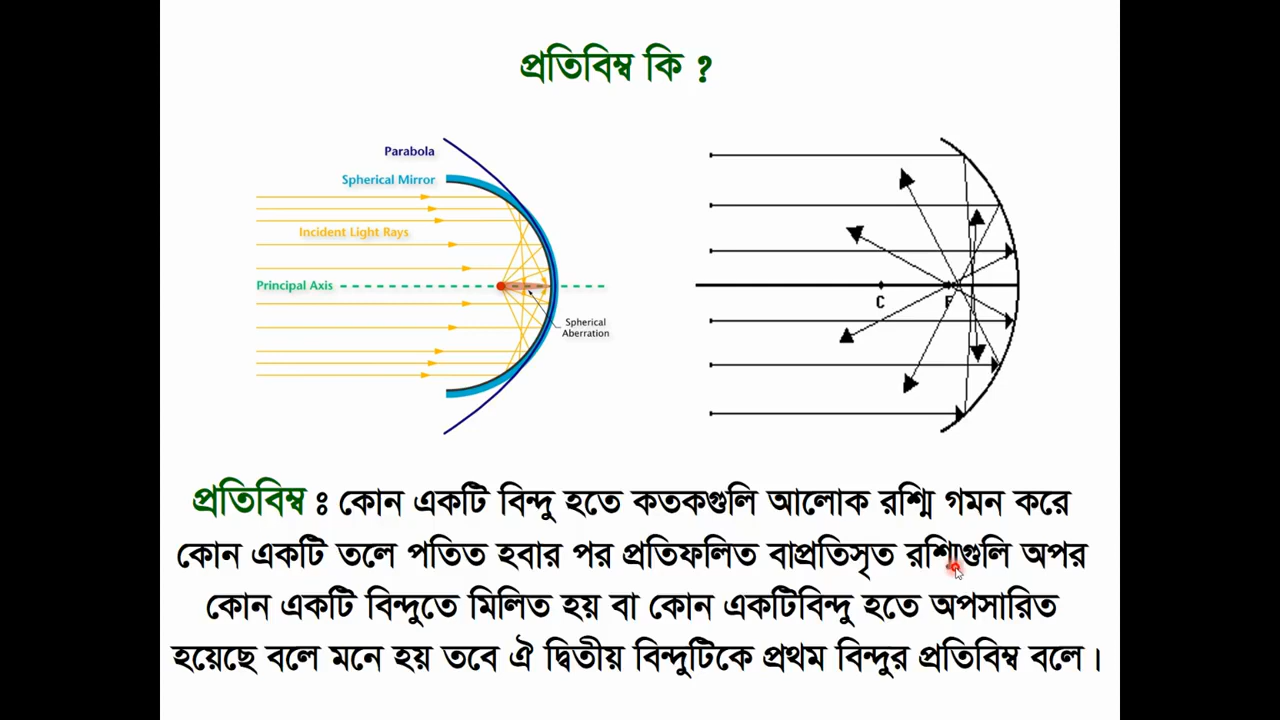 প্রতিবিম্ব কি ?
Parabola
Spherical Mirror
Incident Light Rays
Principal Axis
Spherical
Aberration
C
F
প্রতিবিম্ব ঃ কোন একটি বিন্দু হতে কতকগুলি আলোক রশ্মি গমন করে
কোন একটি তলে পতিত হবার পর প্রতিফলিত বাপ্রতিসৃত রশ্মিগুলি অপর
কোন একটি বিন্দুতে মিলিত হয় বা কোন একটিবিন্দু হতে অপসারিত
হয়েছে বলে মনে হয় তবে ঐ দ্বিতীয় বিন্দুটিকে প্রথম বিন্দুর প্রতিবিম্ব বলে।